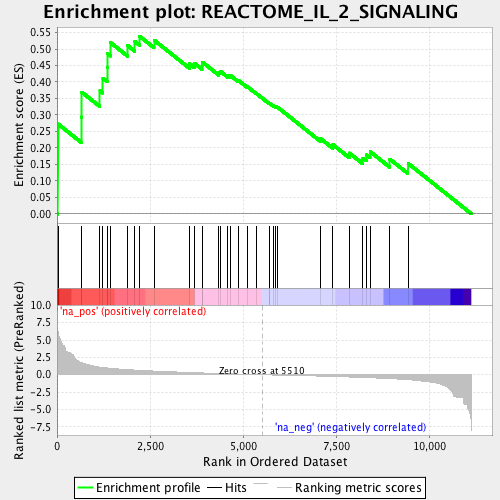 Enrichment plot: REACTOME_IL_2_SIGNALING
Enrichment score (ES)
0.55
0.50
0.45
0.40
0.35
0.30
0.25
0.20
0.15
0.10
0.05
0.00
'na_pos' (positively correlated)
Ranked list metric (PreRanked)
10.0
7.5
5.0
2.5
0.0
-2.5
-5.0
-7.5
Zero cross at 5510
'na_neg' (negatively correlated)
0
2,500
5,000
7,500
10,000
Rank in Ordered Dataset
Enrichment profile
Hits
Ranking metric scores